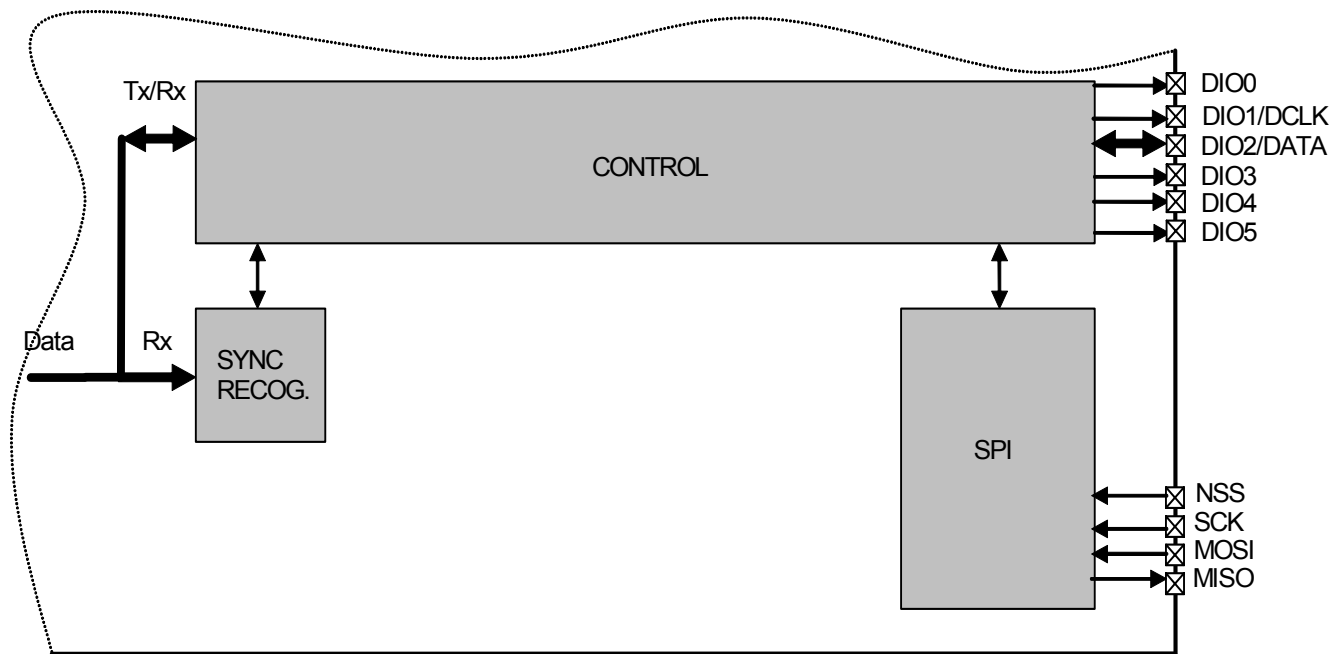 Tx/Rx
CONTROL
DIO0
DIO1/DCLK
DIO2/DATA
DIO3
DIO4
DIO5
Data
Rx
SYNC
RECOG.
SPI
NSS
SCK
MOSI
MISO